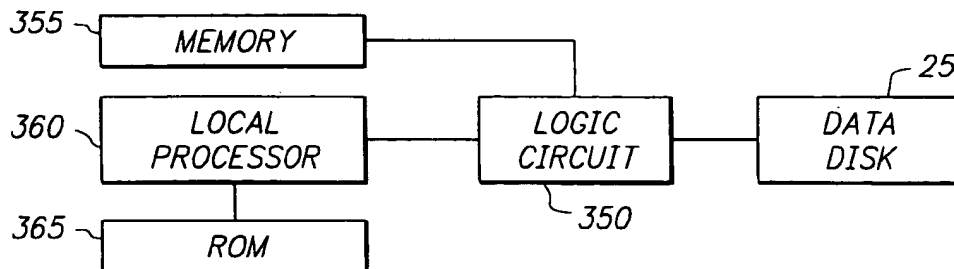 355
MEMORY
25
360
LOCAL
PROCESSOR
LOGIC
CIRCUIT
DATA
DISK
350
365
ROM